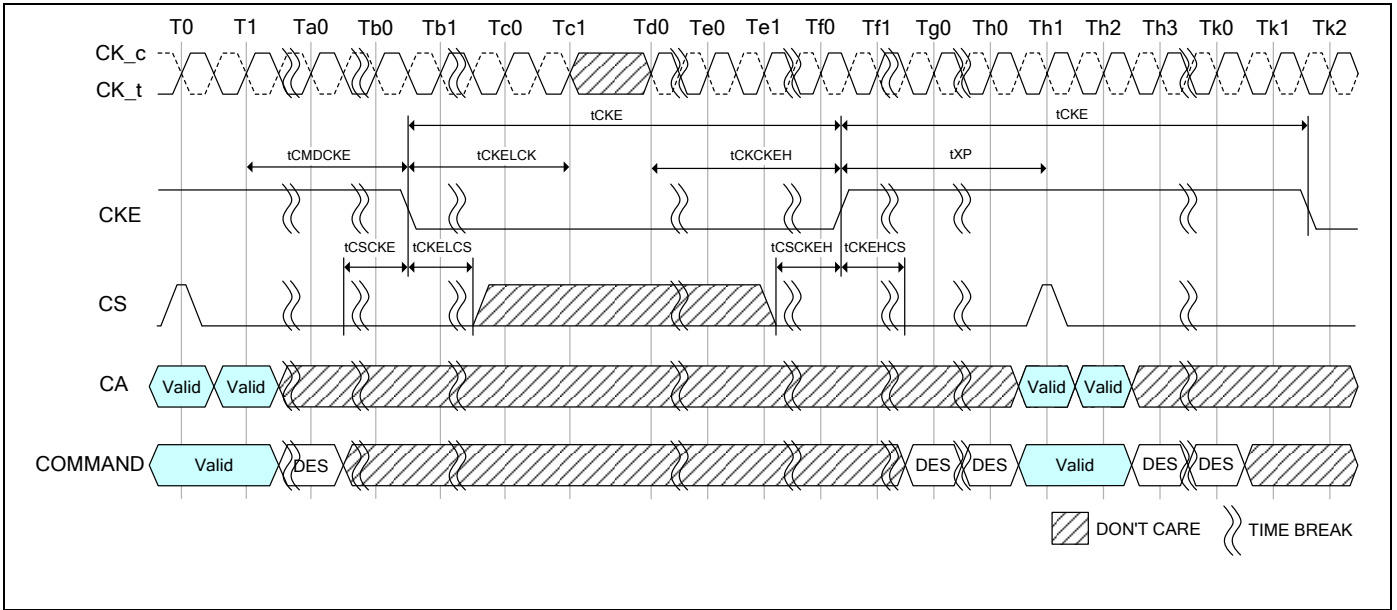 T0 T1 Ta0 Tb0 Tb1 Tc0 Tc1 Td0 Te0 Te1 Tf0 Tf1 Tg0 Th0 Th1 Th2 Th3 Tk0 Tk1 Tk2
CK_c
CK_t
tCKE tCKE
tCMDCKE tCKELCK tCKCKEH tXP
CKE
tCSCKE tCKELCS tCSCKEH tCKEHCS
CS
CA Valid Valid Valid Valid
COMMAND Valid DES DES DES Valid DES DES
DON'T CARE TIME BREAK